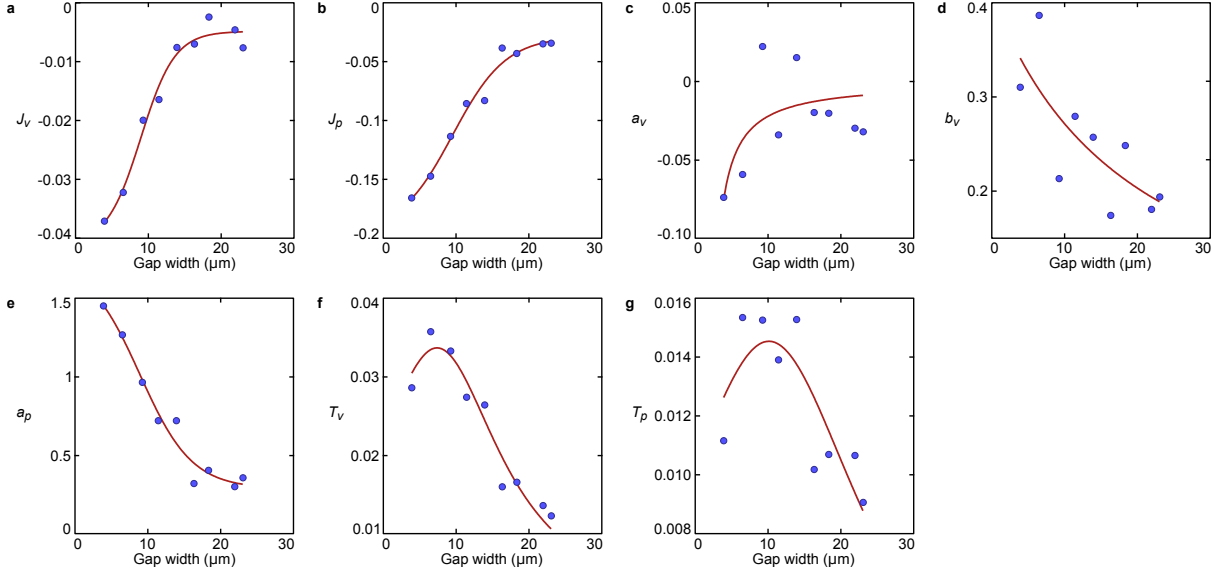 a
0
-0.01
-0.02
-0.03
-0.04
J_v
0 10 20 30
Gap width (μm)
b
0
-0.05
-0.1
-0.15
-0.2
J_p
0 10 20 30
Gap width (μm)
c
0.05
0
-0.05
-0.10
a_v
0 10 20 30
Gap width (μm)
d
0.4
0.3
0.2
b_v
0 10 20 30
Gap width (μm)
e
1.5
1
0.5
0
a_p
0 10 20 30
Gap width (μm)
f
0.04
0.03
0.02
0.01
T_v
0 10 20 30
Gap width (μm)
g
0.016
0.014
0.012
0.010
0.008
T_p
0 10 20 30
Gap width (μm)